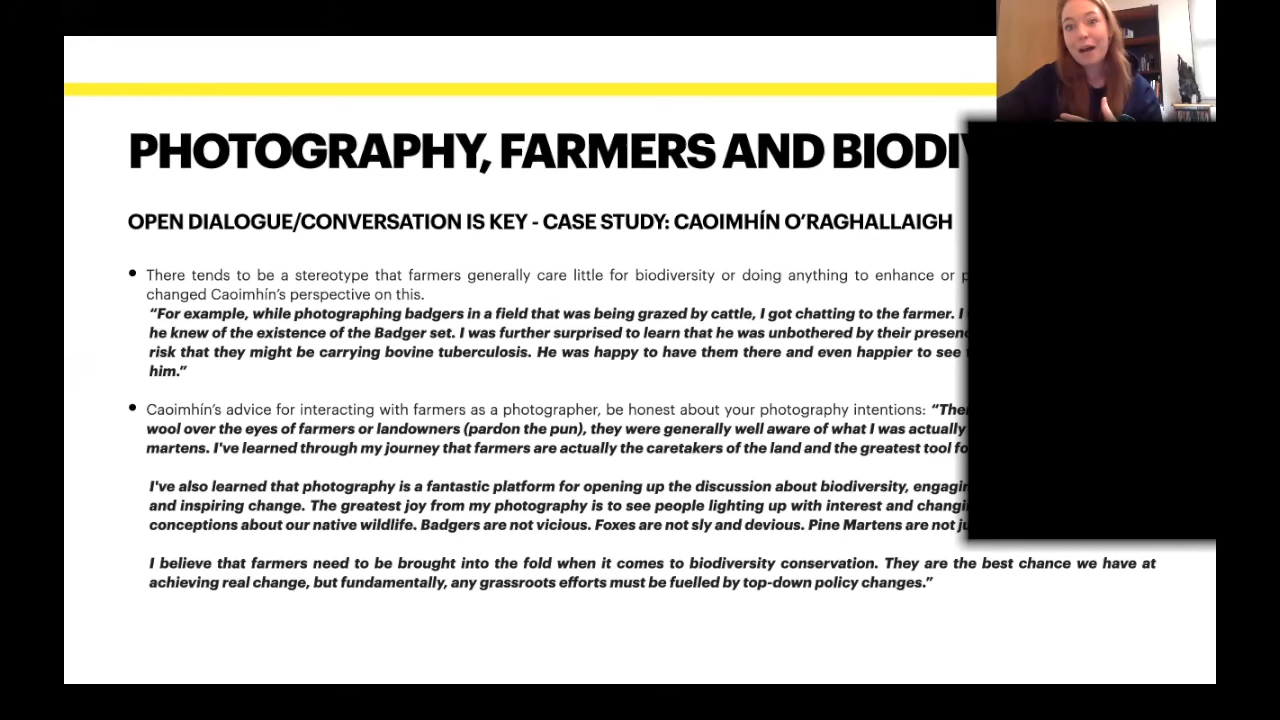 PHOTOGRAPHY, FARMERS AND BIODIV
OPEN DIALOGUE/CONVERSATION IS KEY - CASE STUDY: CAOIMHÍN O’RAGHALLAIGH
• There tends to be a stereotype that farmers generally care little for biodiversity or doing anything to enhance or
changed Caoimhín’s perspective on this.
“For example, while photographing badgers in a field that was being grazed by cattle, I got chatting to the farmer. I
he knew of the existence of the Badger set. I was further surprised to learn that he was unbothered by their
risk that they might be carrying bovine tuberculosis. He was happy to have them there and even happier to see
him.”
• Caoimhín’s advice for interacting with farmers as a photographer, be honest about your photography intentions:
wool over the eyes of farmers or landowners (pardon the pun), they were generally well aware of what I was actually
martens. I've learned through my journey that farmers are actually the caretakers of the land and the greatest tool
I've also learned that photography is a fantastic platform for opening up the discussion about biodiversity,
and inspiring change. The greatest joy from my photography is to see people lighting up with interest and
conceptions about our native wildlife. Badgers are not vicious. Foxes are not sly and devious. Pine Martens are not
I believe that farmers need to be brought into the fold when it comes to biodiversity conservation. They are the best chance we have at
achieving real change, but fundamentally, any grassroots efforts must be fuelled by top-down policy changes.”